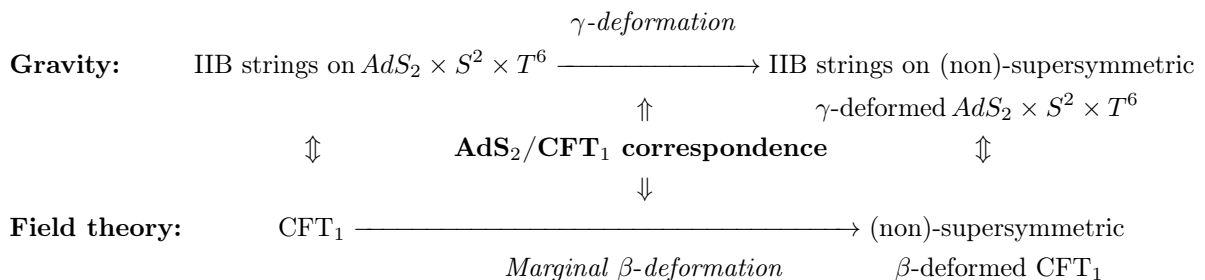 γ-deformation
Gravity: IIB strings on AdS₂ × S² × T⁶ ⟶ IIB strings on (non)-supersymmetric
⇑ γ-deformed AdS₂ × S² × T⁶
⇕ AdS₂/CFT₁ correspondence ⇕
⇓
Field theory: CFT₁ ⟶ (non)-supersymmetric
Marginal β-deformation β-deformed CFT₁